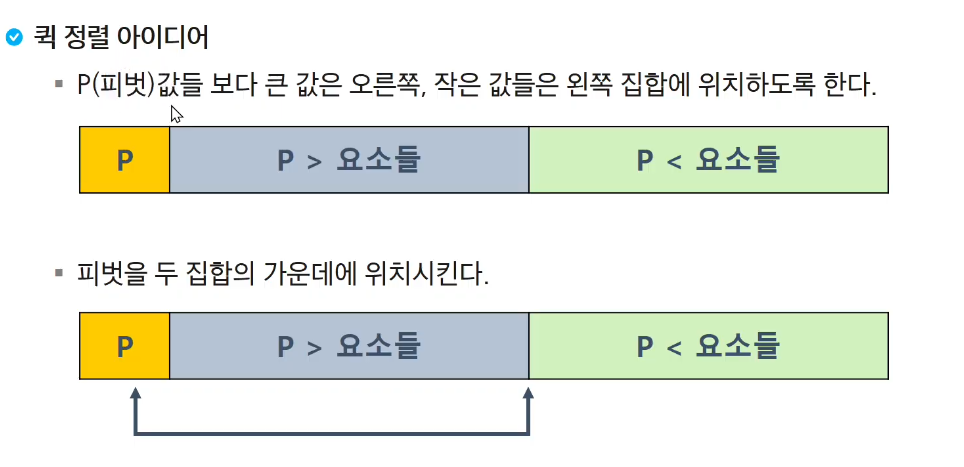 퀵 정렬 아이디어
P(피벗)값들 보다 큰 값은 오른쪽, 작은 값들은 왼쪽 집합에 위치하도록 한다.
P P > 요소들 P < 요소들
피벗을 두 집합의 가운데에 위치시킨다.
P P > 요소들 P < 요소들